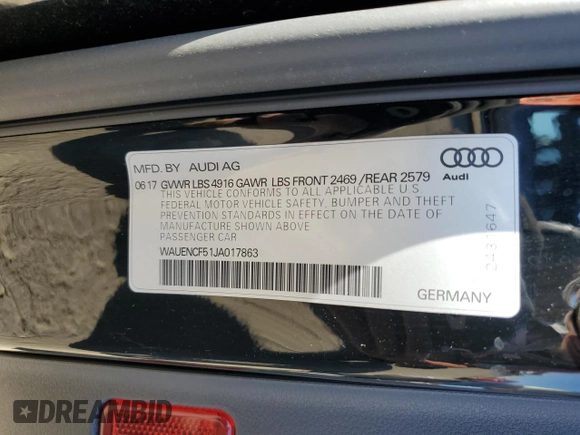 MFD. BY AUDI AG
06 17 GVWR LBS 4916 GAWR LBS FRONT 2469 / REAR 2579
THIS VEHICLE CONFORMS TO ALL APPLICABLE U.S.
FEDERAL MOTOR VEHICLE SAFETY, BUMPER AND THEFT
PREVENTION STANDARDS IN EFFECT ON THE DATE OF
MANUFACTURE SHOWN ABOVE
PASSENGER CAR
WAUENCF51JA017863
Audi
GERMANY
DREAMBID